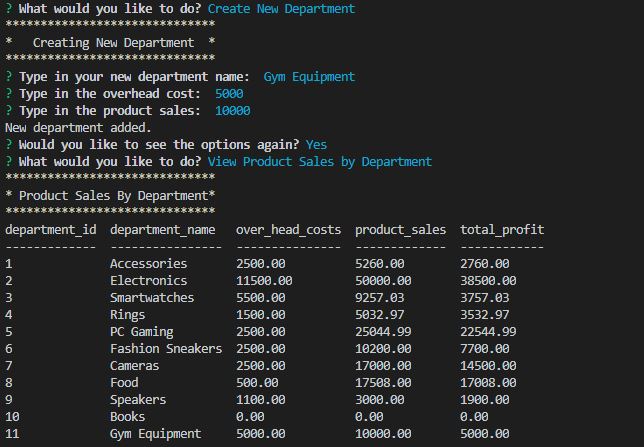 ? What would you like to do? Create New Department
******************************
*   Creating New Department  *
******************************
? Type in your new department name:  Gym Equipment
? Type in the overhead cost:  5000
? Type in the product sales:  10000
New department added.
? Would you like to see the options again? Yes
? What would you like to do? View Product Sales by Department
******************************
* Product Sales By Department*
******************************
department_id  department_name   over_head_costs  product_sales  total_profit
-------------  ----------------  ---------------  -------------  ------------
1              Accessories       2500.00          5260.00        2760.00
2              Electronics       11500.00         50000.00       38500.00
3              Smartwatches      5500.00          9257.03        3757.03
4              Rings             1500.00          5032.97        3532.97
5              PC Gaming         2500.00          25044.99       22544.99
6              Fashion Sneakers  2500.00          10200.00       7700.00
7              Cameras           2500.00          17000.00       14500.00
8              Food              500.00           17508.00       17008.00
9              Speakers          1100.00          3000.00        1900.00
10             Books             0.00             0.00           0.00
11             Gym Equipment     5000.00          10000.00       5000.00